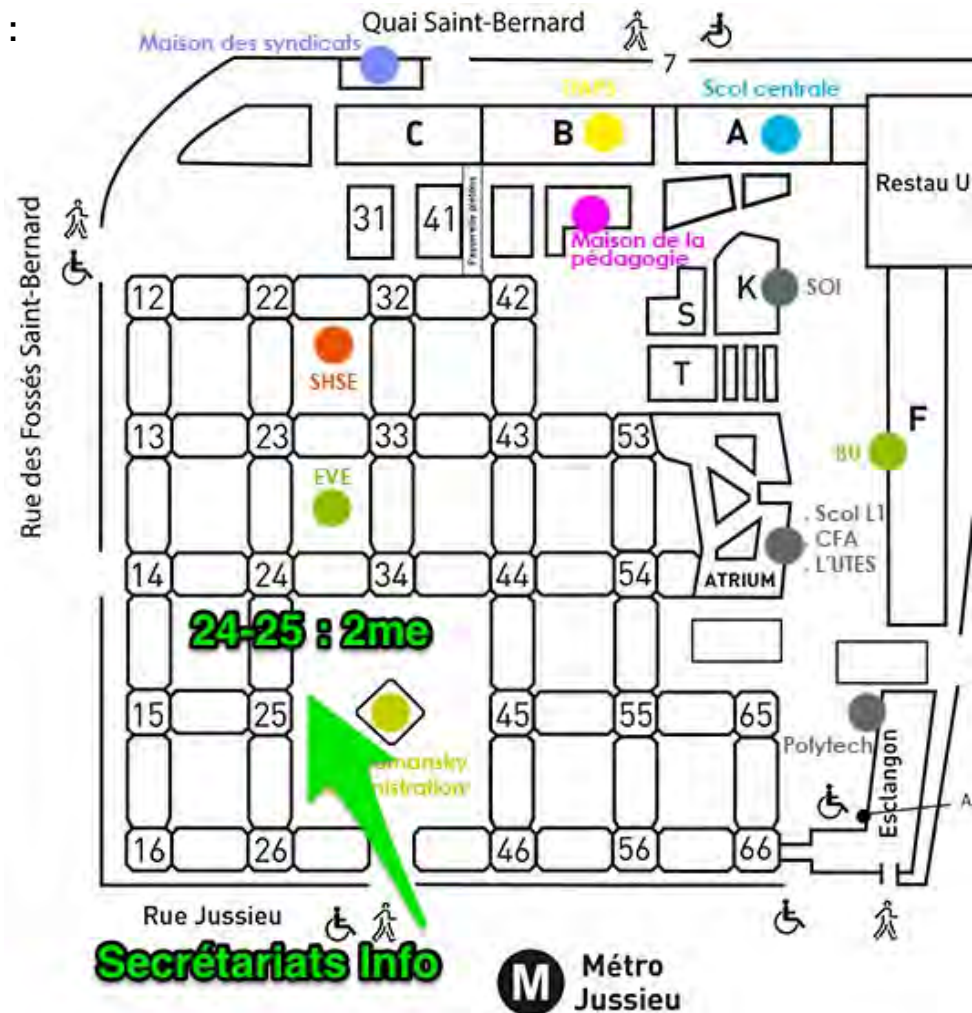 :
Quai Saint-Bernard
Maison des syndicats
7
Scol centrale
C
B
A
Restau U
Rue des Fossés Saint-Bernard
31
41
Passerelle piétons
Maison de la
pédagogie
K
SOI
S
12
22
32
42
SHSE
T
F
13
23
33
43
53
BU
EVE
. Scol L1
. CFA
. L'UTES
14
24
34
44
54
ATRIUM
24-25 : 2me
15
25
45
55
65
Polytech
Esclangon
A
16
26
46
56
66
Rue Jussieu
Secrétariats Info
M
Métro
Jussieu